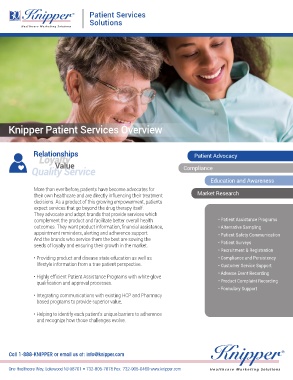 Knipper
Healthcare Marketing Solutions
Patient Services
Solutions
Knipper Patient Services Overview
Relationships
Loyalty
Value
Quality Service
Patient Advocacy
Compliance
Education and Awareness
Market Research
More than ever before, patients have become advocates for
their own healthcare and are directly influencing their treatment
decisions. As a product of this growing empowerment, patients
expect services that go beyond the drug therapy itself.
They advocate and adopt brands that provide services which
complement the product and facilitate better overall health
outcomes. They want product information, financial assistance,
appointment reminders, alerting and adherence support.
And the brands who service them the best are sowing the
seeds of loyalty and ensuring their growth in the market.
• Providing product and disease state education as well as
lifestyle information from a true patient perspective.
• Highly efficient Patient Assistance Programs with white glove
qualification and approval processes.
• Integrating communications with existing HCP and Pharmacy
based programs to provide superior value.
• Helping to identify each patient's unique barriers to adherence
and recognize how those challenges evolve.
• Patient Assistance Programs
• Alternative Sampling
• Patient Safety Communication
• Patient Surveys
• Recruitment & Registration
• Compliance and Persistency
• Customer Service Support
• Adverse Event Recording
• Product Complaint Recording
• Promotary Support
Call 1-888-KNIPPER or email us at: info@knipper.com
One Healthcare Way, Lakewood NJ 08701 • 732-905-7878 Fax: 732-905-0469 www.knipper.com
Knipper
Healthcare Marketing Solutions